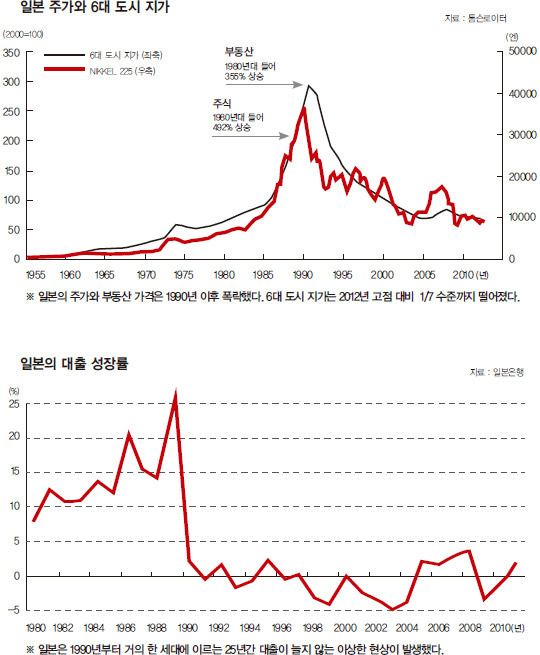 일본 주가와 6대 도시 지가
자료 : 톰슨로이터
(2000=100)
(엔)
350
300
250
200
150
100
50
0
50000
40000
30000
20000
10000
0
6대 도시 지가 (좌축)
NIKKEL 225 (우축)
부동산
1980년대 들어
355% 상승
주식
1980년대 들어
492% 상승
1955 1960 1965 1970 1975 1980 1985 1990 1995 2000 2005 2010 (년)
※ 일본의 주가와 부동산 가격은 1990년 이후 폭락했다. 6대 도시 지가는 2012년 고점 대비 1/7 수준까지 떨어졌다.
일본의 대출 성장률
자료 : 일본은행
(%)
25
20
15
10
5
0
-5
1980 1982 1984 1986 1988 1990 1992 1994 1996 1998 2000 2002 2004 2006 2008 2010(년)
※ 일본은 1990년부터 거의 한 세대에 이르는 25년간 대출이 늘지 않는 이상한 현상이 발생했다.